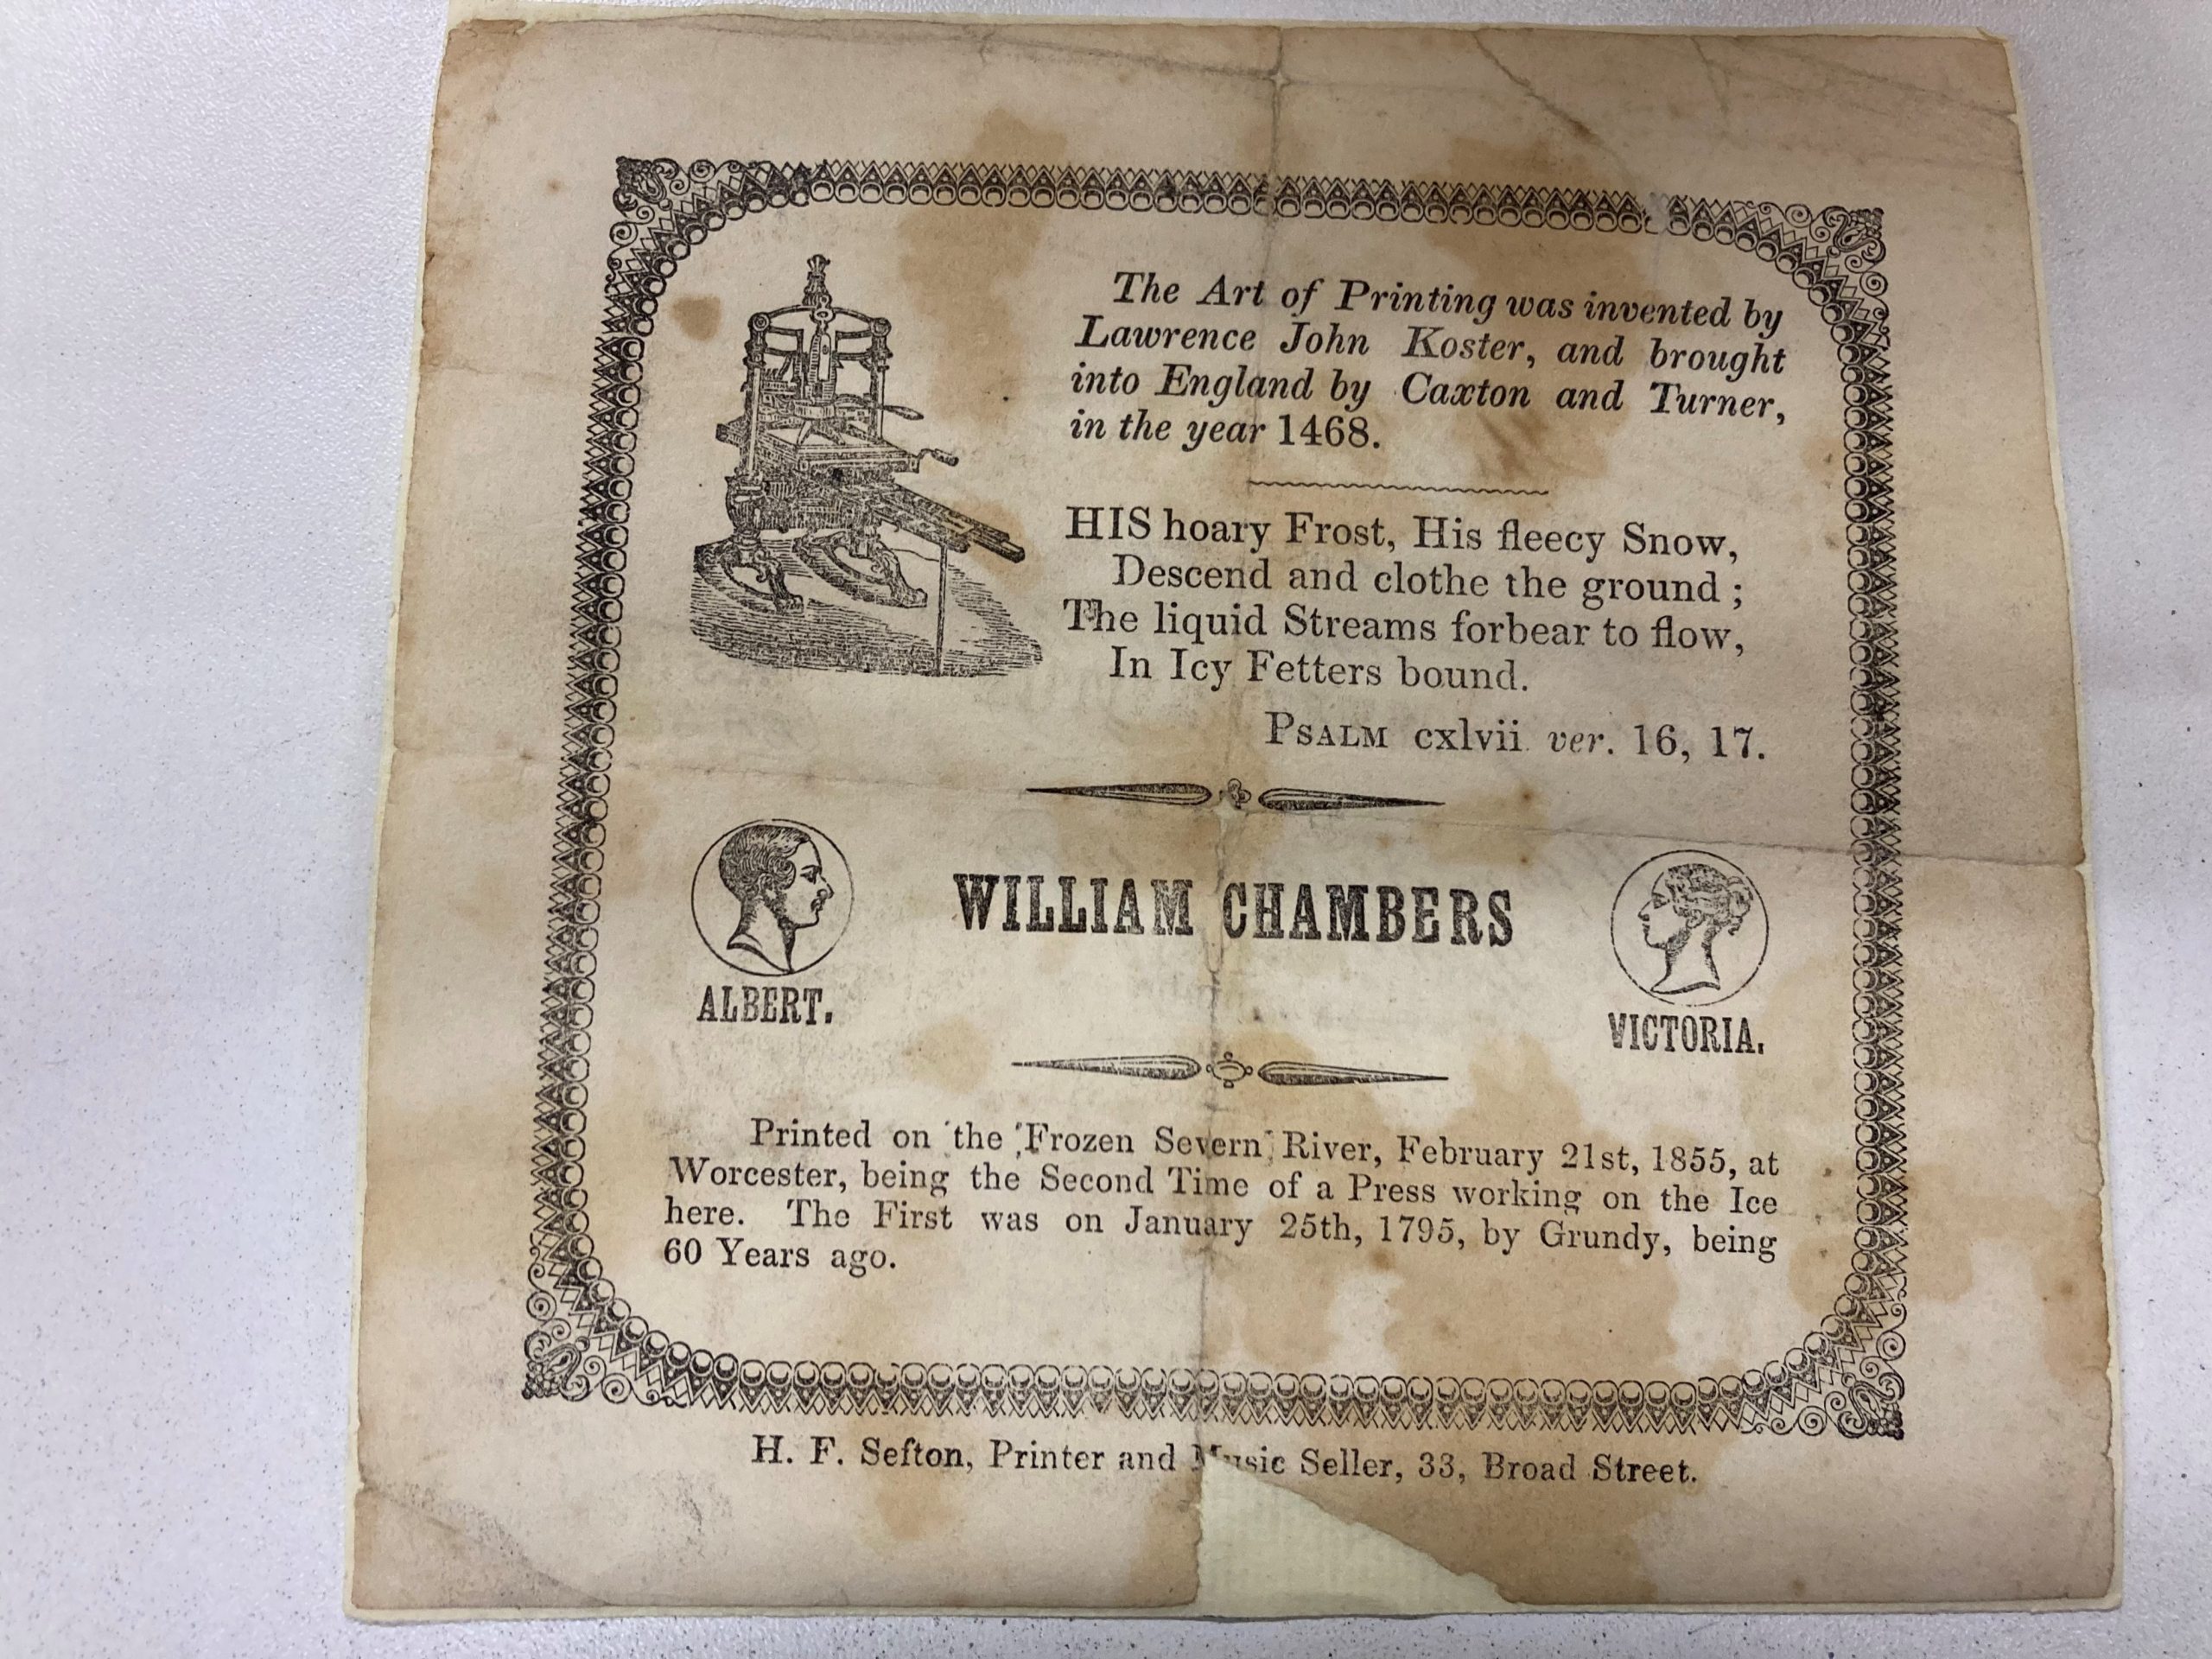 The Art of Printing was invented by
Lawrence John Koster, and brought
into England by Caxton and Turner,
in the year 1468.
HIS hoary Frost, His fleecy Snow,
Descend and clothe the ground;
The liquid Streams forbear to flow,
In Icy Fetters bound.
PSALM cxlvii. ver. 16, 17.
WILLIAM CHAMBERS
ALBERT.
VICTORIA.
Printed on the Frozen Severn River, February 21st, 1855, at
Worcester, being the Second Time of a Press working on the Ice
here. The First was on January 25th, 1795, by Grundy, being
60 Years ago.
H. F. Sefton, Printer and Music Seller, 33, Broad Street.